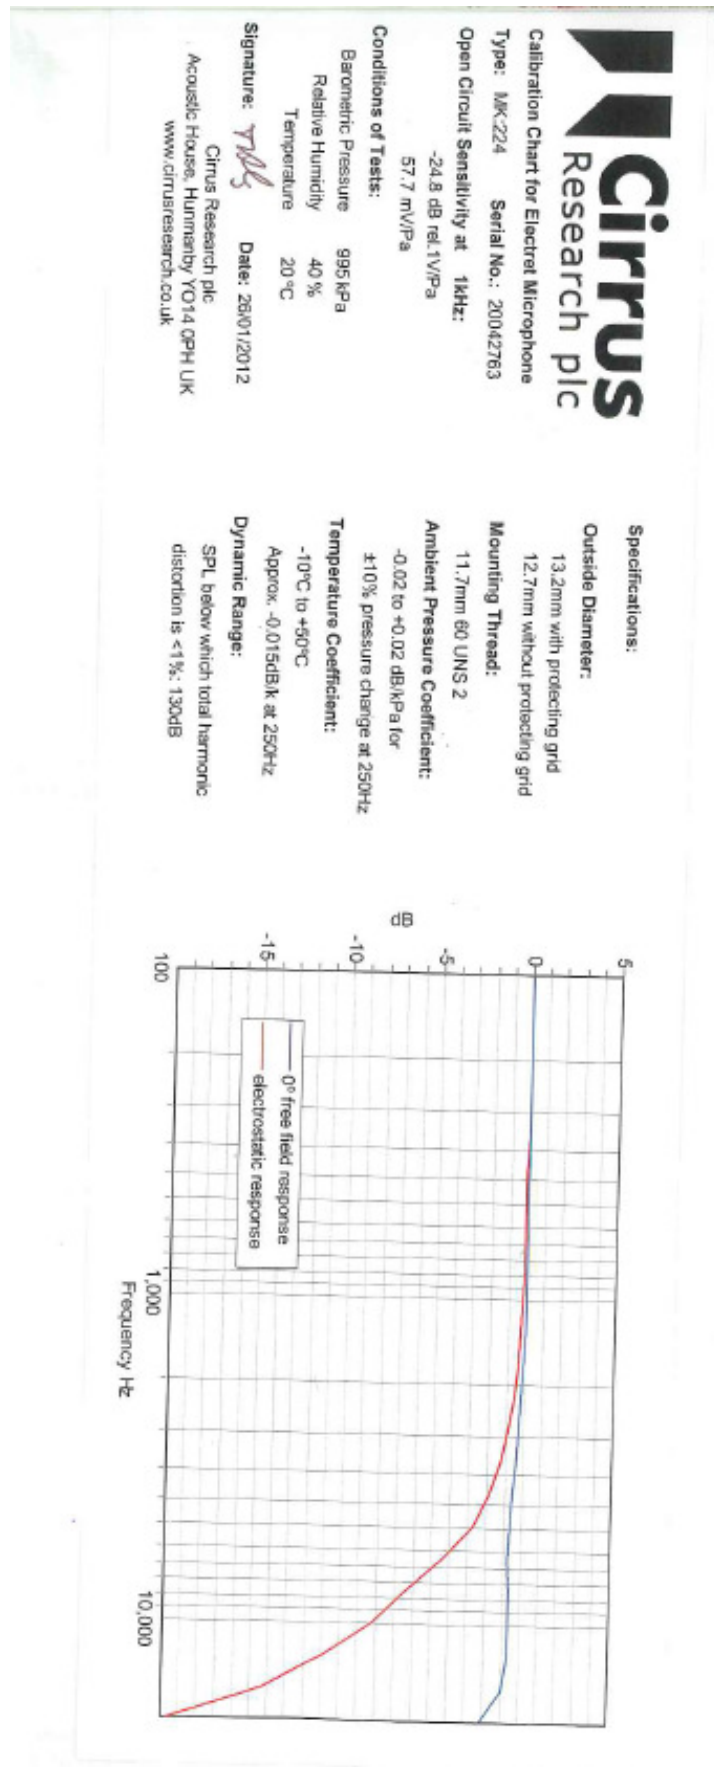 Cirrus
Research plc
Calibration Chart for Electret Microphone
Type: MK:224 Serial No.: 20042763
Open Circuit Sensitivity at 1kHz:
-24.8 dB rel.1V/Pa
57.7 mV/Pa
Conditions of Tests:
Barometric Pressure 995 kPa
Relative Humidity 40 %
Temperature 20 °C
Signature: Date: 26/01/2012
Cirrus Research plc
Acoustic House, Hunmanby YO14 0PH UK
www.cirrusresearch.co.uk
Specifications:
Outside Diameter:
13.2mm with protecting grid
12.7mm without protecting grid
Mounting Thread:
11.7mm 60 UNS 2
Ambient Pressure Coefficient:
-0.02 to +0.02 dB/kPa for
±10% pressure change at 250Hz
Temperature Coefficient:
-10°C to +50°C
Approx. -0.015dB/k at 250Hz
Dynamic Range:
SPL below which total harmonic
distortion is <1%: 130dB
5
0
-5
-10
-15
dB
100
1,000
10,000
Frequency Hz
0º free field response
electrostatic response